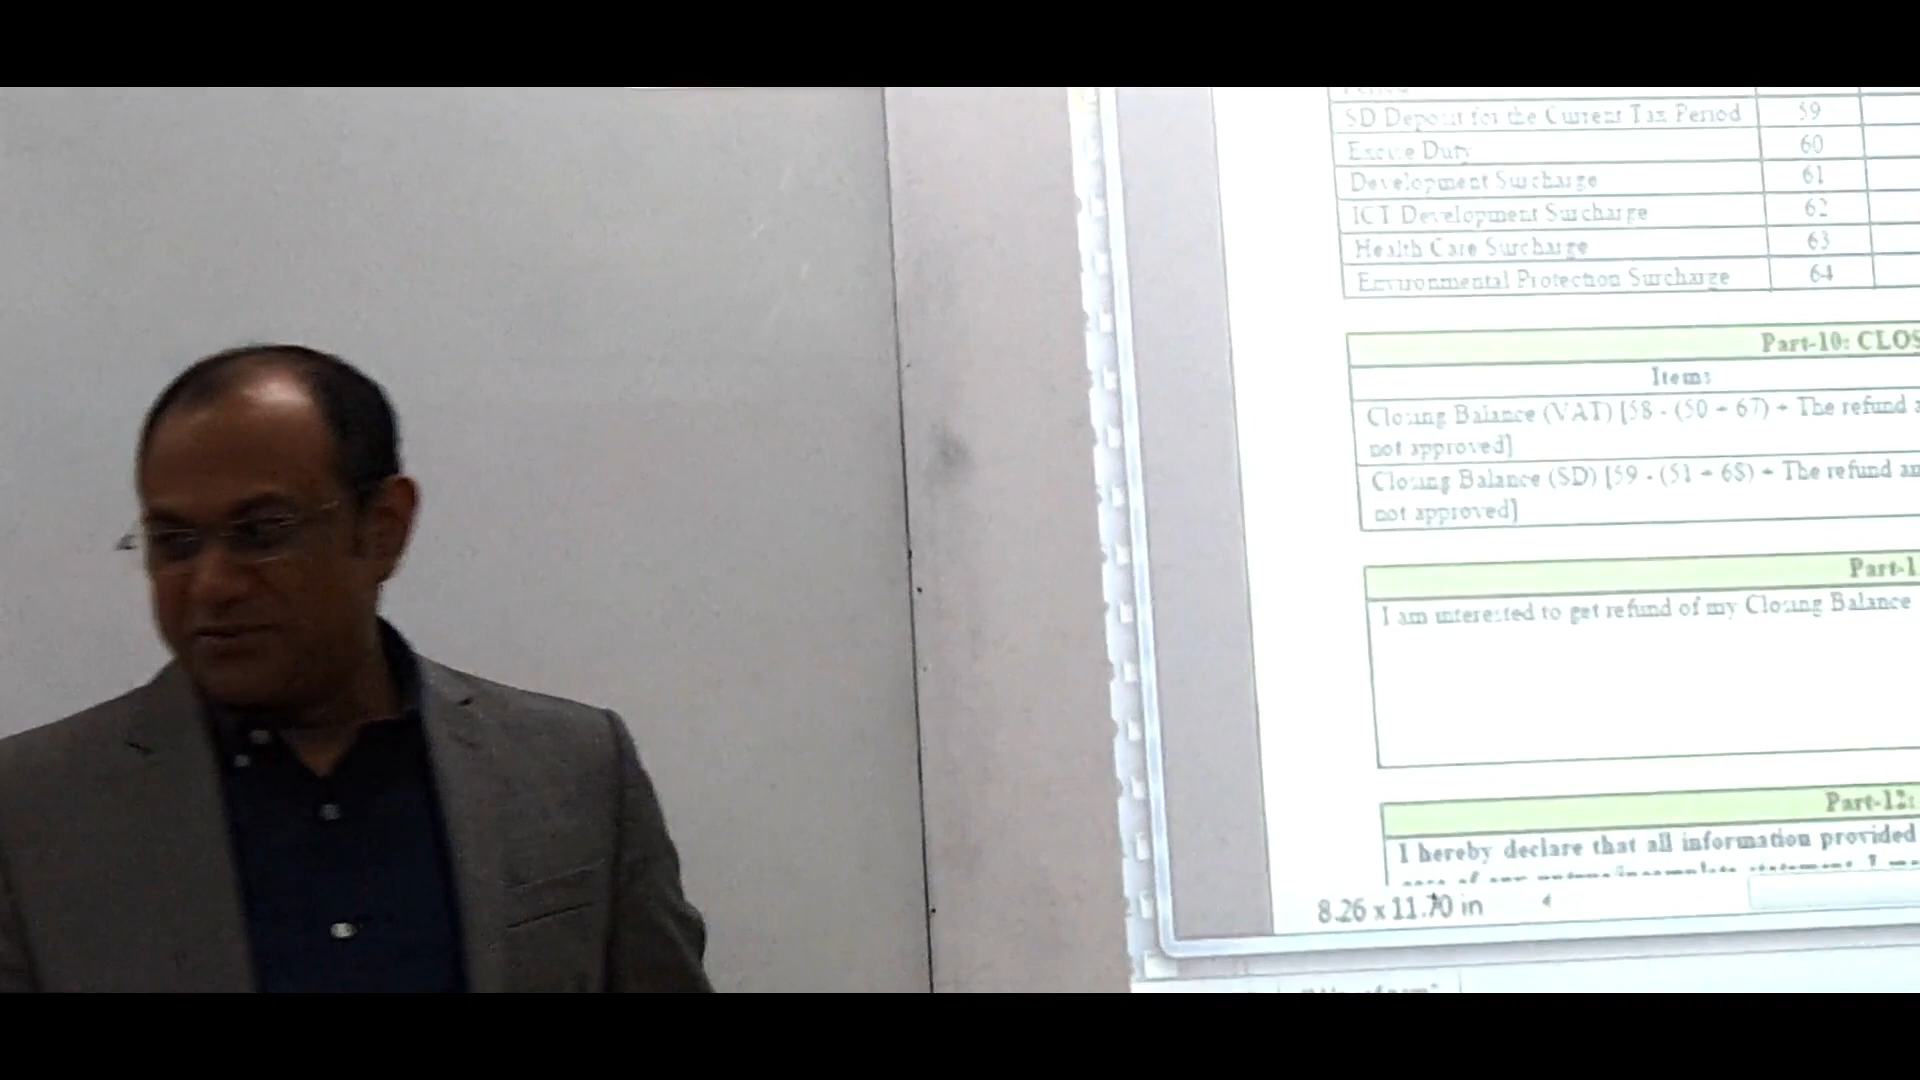 Period
SD Deposit for the Current Tax Period 59
Excise Duty 60
Development Surcharge 61
ICT Development Surcharge 62
Health Care Surcharge 63
Environmental Protection Surcharge 64
Part-10: CLOS
Items
Closing Balance (VAT) [58 - (50 + 67) + The refund a
not approved]
Closing Balance (SD) [59 - (51 + 68) + The refund am
not approved]
Part-1
I am interested to get refund of my Closing Balance
Part-12:
I hereby declare that all information provided
8.26 x 11.70 in